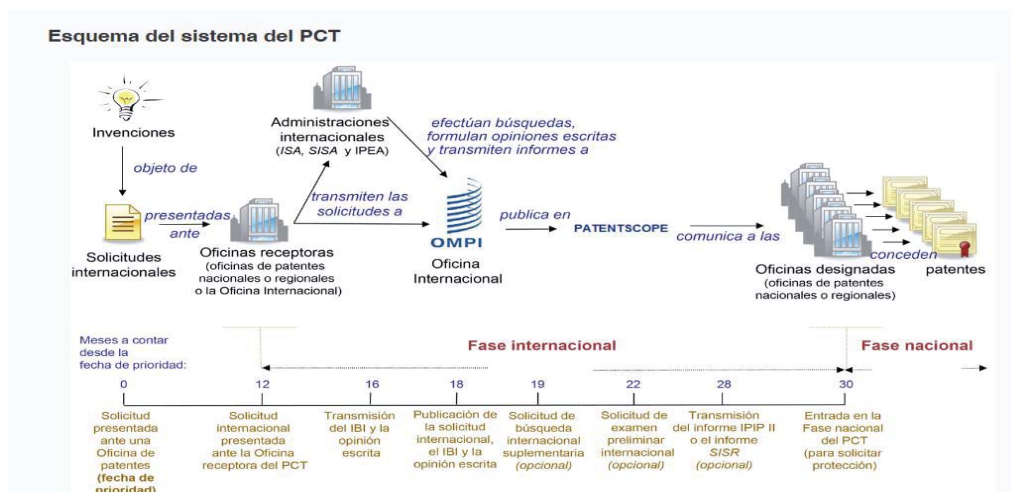 Esquema del sistema del PCT
Invenciones
objeto de
Solicitudes
internacionales
presentadas
ante
Oficinas receptoras
(oficinas de patentes
nacionales o regionales
o la Oficina Internacional)
Administraciones
internacionales
(ISA, SISA y IPEA)
transmiten las
solicitudes a
efectúan búsquedas,
formulan opiniones escritas
y transmiten informes a
OMPI
Oficina
Internacional
publica en
PATENTSCOPE
comunica a las
Oficinas designadas
(oficinas de patentes
nacionales o regionales)
conceden
patentes
Meses a contar
desde la
fecha de prioridad:
Fase internacional
Fase nacional
0
12
16
18
19
22
28
30
Solicitud
presentada
ante una
Oficina de
patentes
(fecha de
prioridad)
Solicitud
internacional
presentada
ante la Oficina
receptora del PCT
Transmisión
del IBI y la
opinión
escrita
Publicación de
la solicitud
internacional,
el IBI y la
opinión escrita
Solicitud de
búsqueda
internacional
suplementaria
(opcional)
Solicitud de
examen
preliminar
internacional
(opcional)
Transmisión
del informe IPIP II
o el informe
SISR
(opcional)
Entrada en la
Fase nacional
del PCT
(para solicitar
protección)